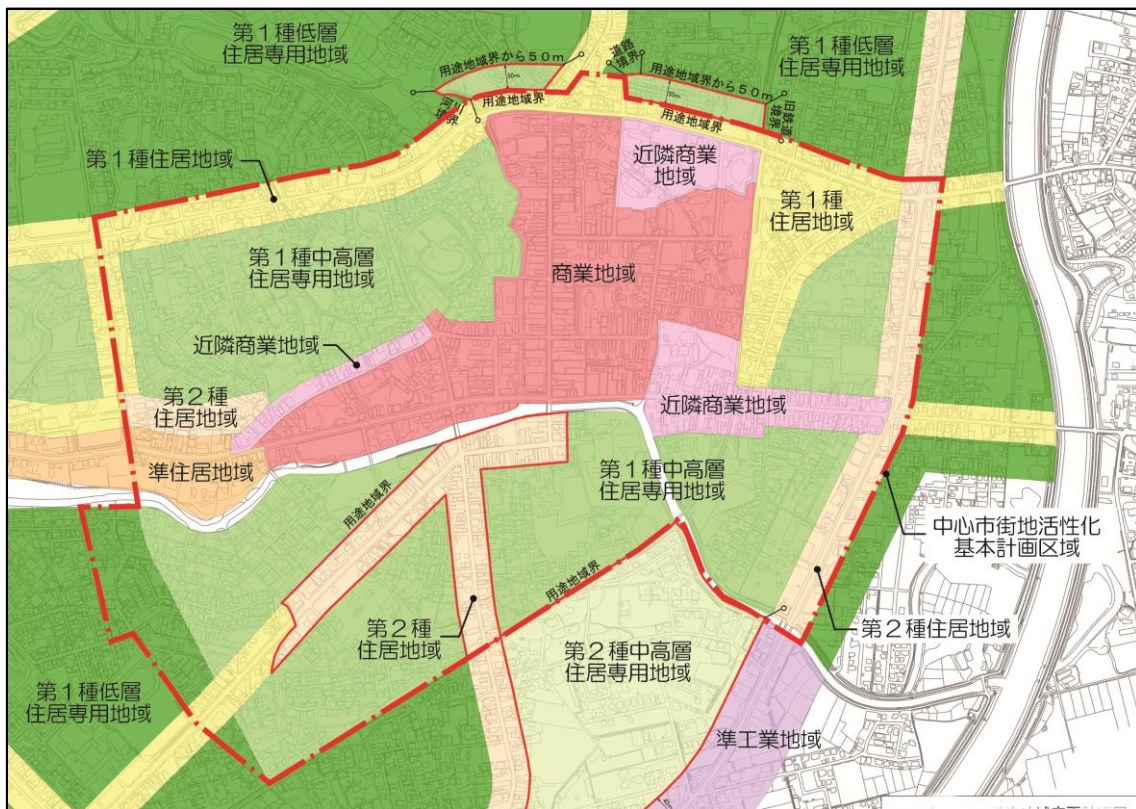 第1種低層
住居専用地域
用途地域界から50m
50m
道路
境界
用途地域界から50m
50m
第1種低層
住居専用地域
河川
境界
用途地域界
用途地域界
旧鉄道
境界
第1種住居地域
近隣商業
地域
第1種
住居地域
第1種中高層
住居専用地域
商業地域
近隣商業地域
第2種
住居地域
近隣商業地域
準住居地域
第1種中高層
住居専用地域
用途地域界
中心市街地活性化
基本計画区域
用途地域界
第2種
住居地域
第2種住居地域
第2種中高層
住居専用地域
第1種低層
住居専用地域
準工業地域